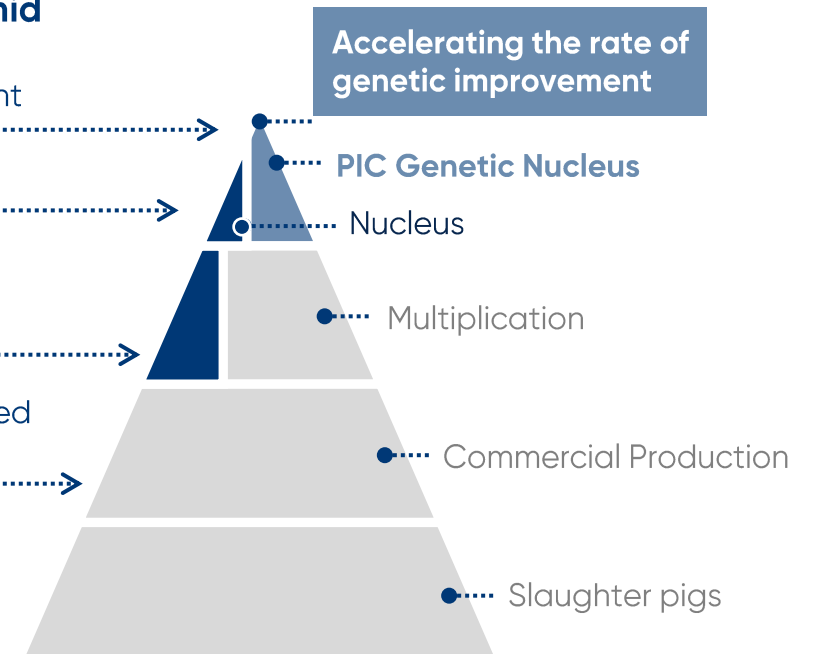 Accelerating the rate of
genetic improvement
PIC Genetic Nucleus
Nucleus
Multiplication
Commercial Production
Slaughter pigs